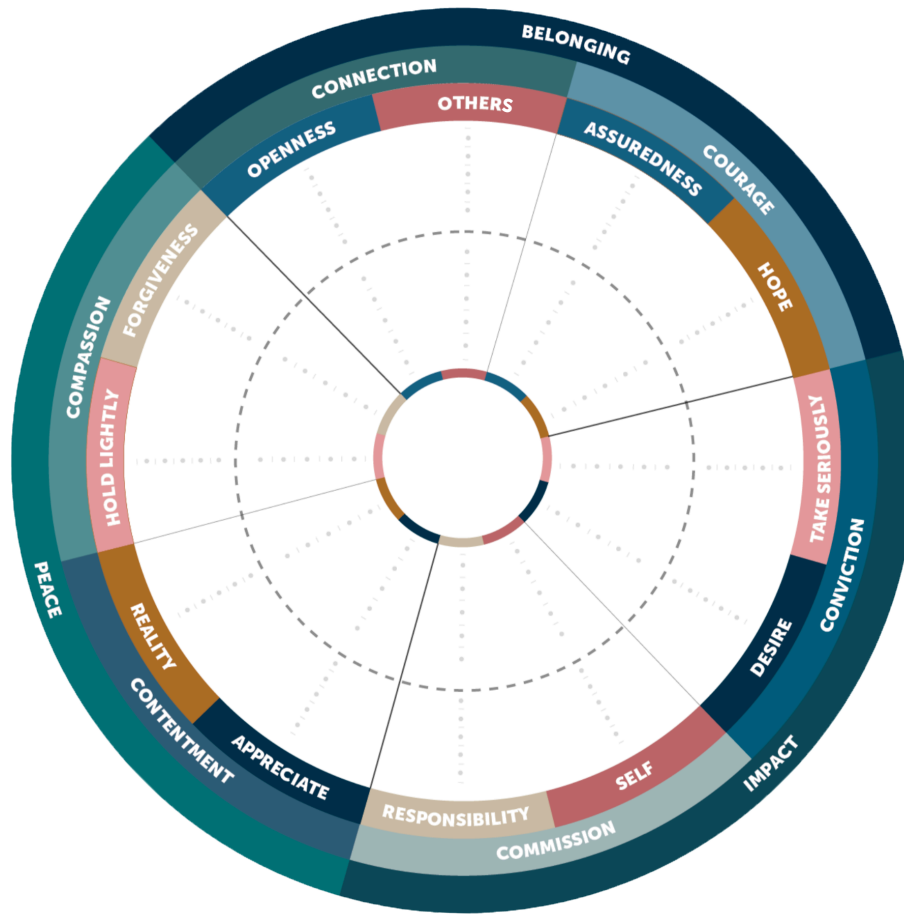 BELONGING
CONNECTION
OTHERS
OPENNESS
ASSUREDNESS
COURAGE
HOPE
FORGIVENESS
COMPASSION
HOLD LIGHTLY
TAKE SERIOUSLY
CONVICTION
DESIRE
IMPACT
PEACE
REALITY
CONTENTMENT
APPRECIATE
RESPONSIBILITY
SELF
COMMISSION